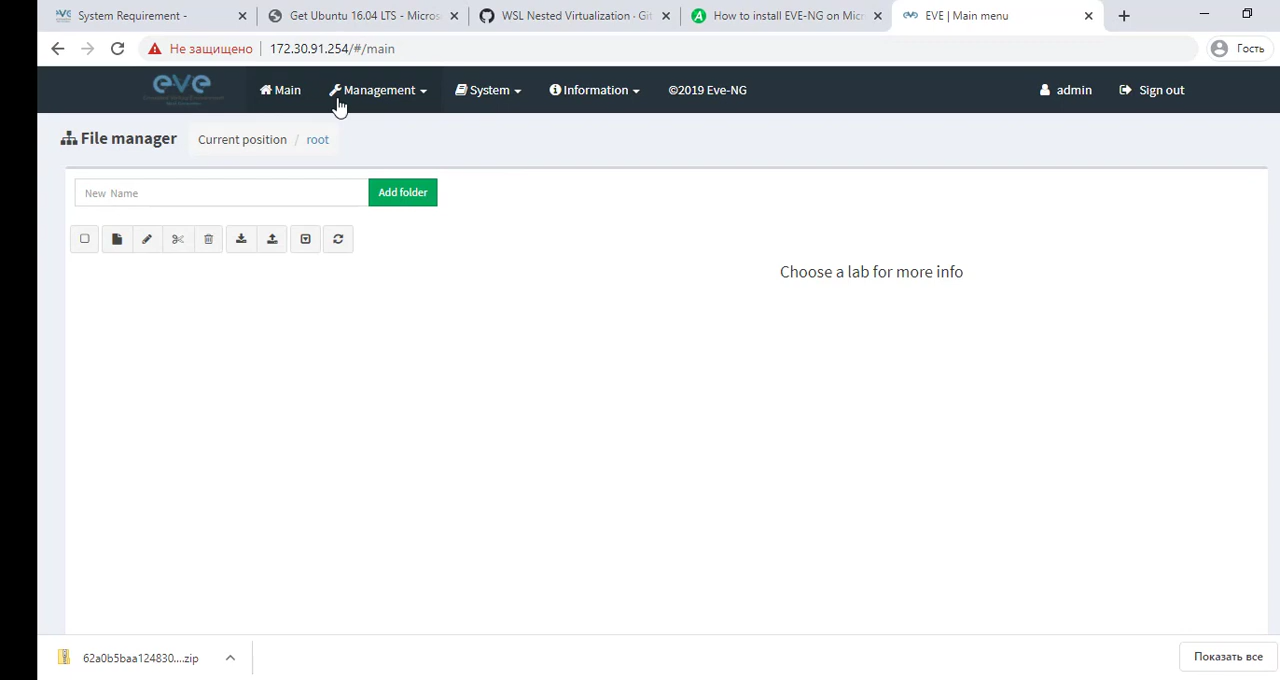 System Requirement -
Get Ubuntu 16.04 LTS - Micros
WSL Nested Virtualization · Git
How to install EVE-NG on Micr
EVE | Main menu
Не защищено
172.30.91.254/#/main
Гость
eve
Main
Management
System
Information
©2019 Eve-NG
admin
Sign out
File manager
Current position / root
New Name
Add folder
Choose a lab for more info
62a0b5baa124830....zip
Показать все